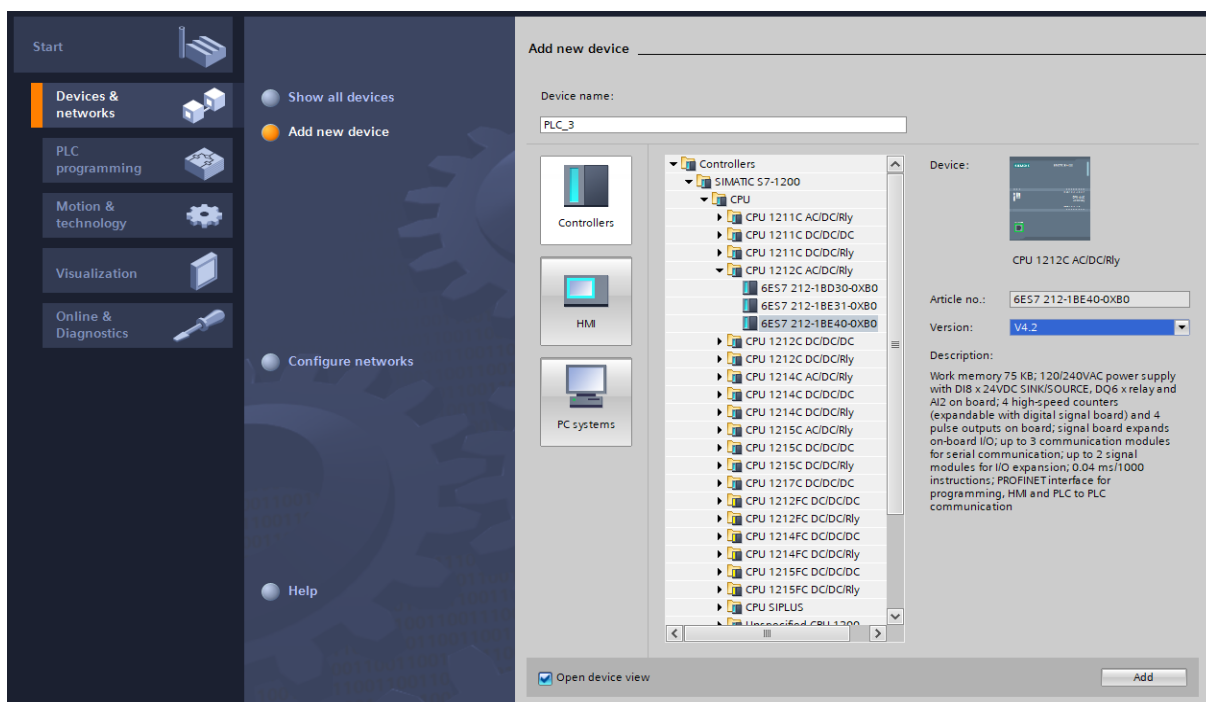 Start
Devices &
networks
PLC
programming
Motion &
technology
Visualization
Online &
Diagnostics
Show all devices
Add new device
Configure networks
Help
Add new device
Device name:
PLC_3
Controllers
HMI
PC systems
Controllers
SIMATIC S7-1200
CPU
CPU 1211C AC/DC/Rly
CPU 1211C DC/DC/DC
CPU 1211C DC/DC/Rly
CPU 1212C AC/DC/Rly
6ES7 212-1BD30-0XB0
6ES7 212-1BE31-0XB0
6ES7 212-1BE40-0XB0
CPU 1212C DC/DC/DC
CPU 1212C DC/DC/Rly
CPU 1214C AC/DC/Rly
CPU 1214C DC/DC/DC
CPU 1214C DC/DC/Rly
CPU 1215C AC/DC/Rly
CPU 1215C DC/DC/DC
CPU 1215C DC/DC/Rly
CPU 1217C DC/DC/DC
CPU 1212FC DC/DC/DC
CPU 1212FC DC/DC/Rly
CPU 1214FC DC/DC/DC
CPU 1214FC DC/DC/Rly
CPU 1215FC DC/DC/DC
CPU 1215FC DC/DC/Rly
CPU SIPLUS
Unspecified CPU 1200
Device:
CPU 1212C AC/DC/Rly
Article no.:
6ES7 212-1BE40-0XB0
Version:
V4.2
Description:
Work memory 75 KB; 120/240VAC power supply
with DI8 x 24VDC SINK/SOURCE, DQ6 x relay and
AI2 on board; 4 high-speed counters
(expandable with digital signal board) and 4
pulse outputs on board; signal board expands
on-board I/O; up to 3 communication modules
for serial communication; up to 2 signal
modules for I/O expansion; 0.04 ms/1000
instructions; PROFINET interface for
programming, HMI and PLC to PLC
communication
Open device view
Add